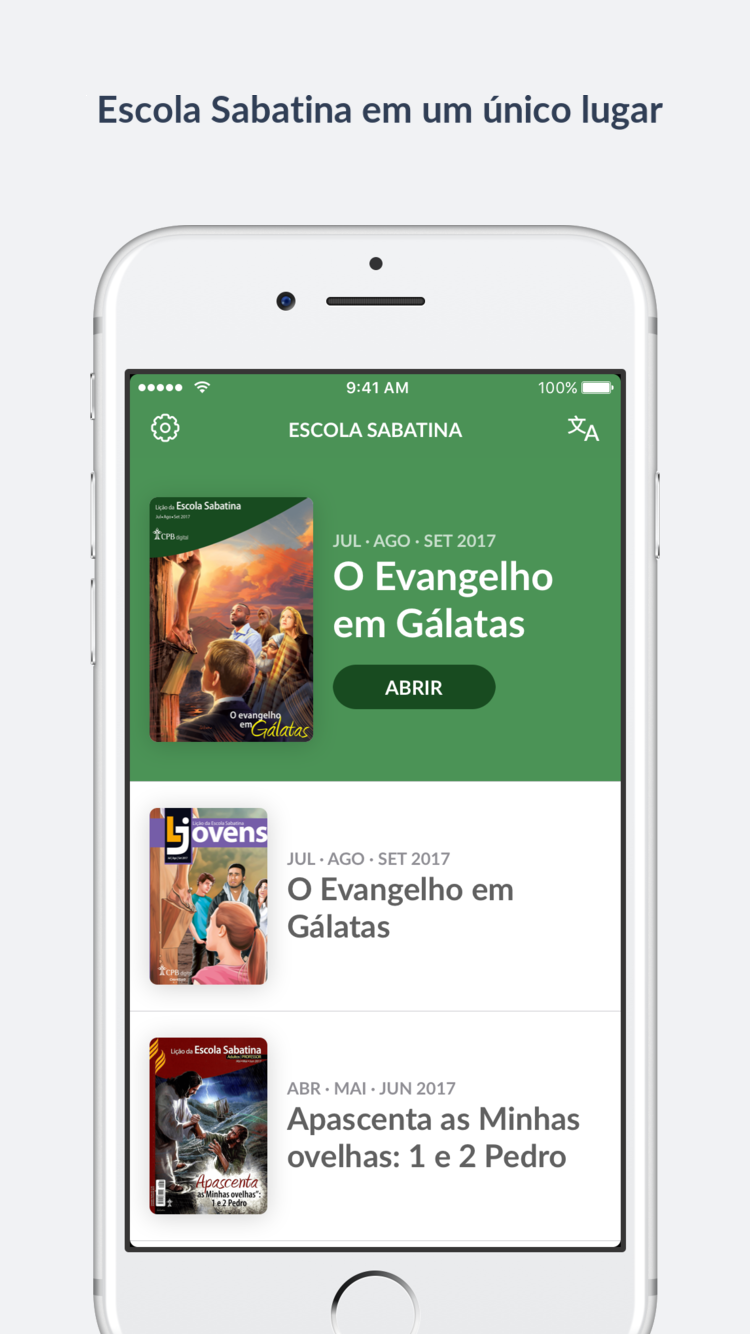 Escola Sabatina em um único lugar
9:41 AM
100%
ESCOLA SABATINA
文A
Lição da Escola Sabatina
Jul•Ago•Set 2017
CPB digital
O evangelho
em Gálatas
JUL · AGO · SET 2017
O Evangelho
em Gálatas
ABRIR
Lição da Escola Sabatina
Ljovens
CPB digital
JUL · AGO · SET 2017
O Evangelho em
Gálatas
Lição da Escola Sabatina
Apascenta
as Minhas ovelhas":
1 e 2 Pedro
ABR · MAI · JUN 2017
Apascenta as Minhas
ovelhas: 1 e 2 Pedro